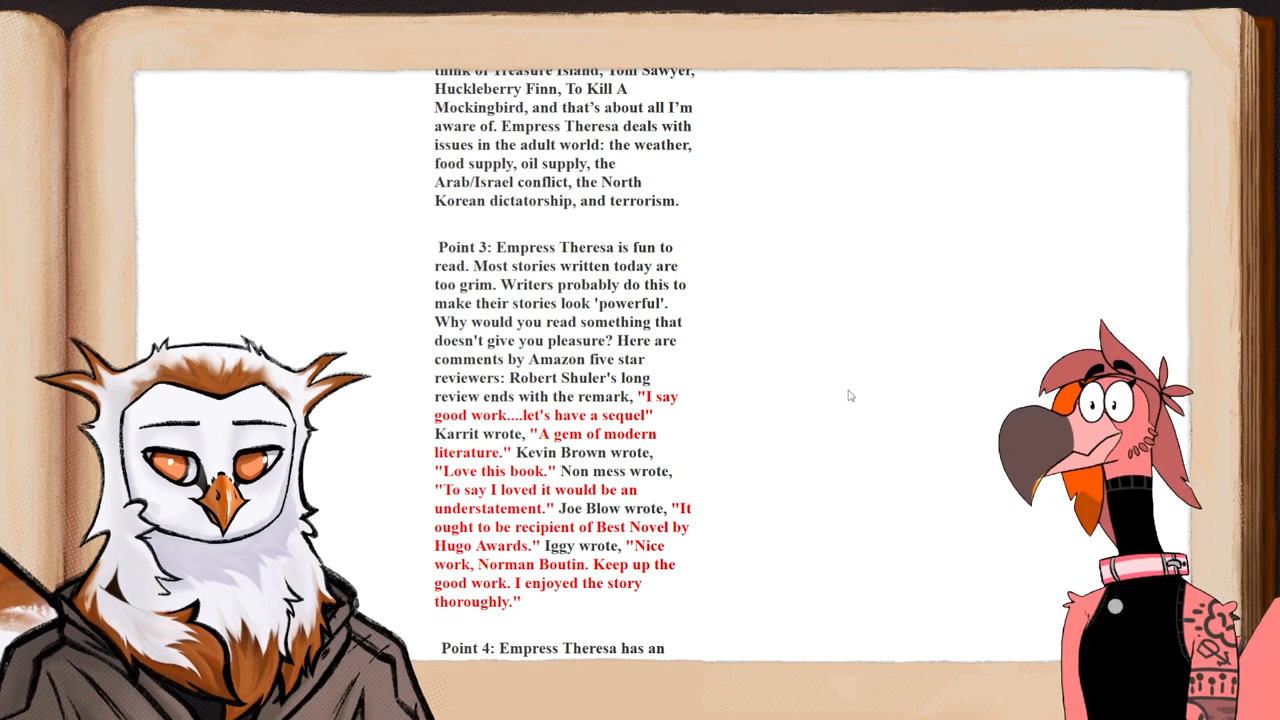 think of Treasure Island, Tom Sawyer,
Huckleberry Finn, To Kill A
Mockingbird, and that’s about all I’m
aware of. Empress Theresa deals with
issues in the adult world: the weather,
food supply, oil supply, the
Arab/Israel conflict, the North
Korean dictatorship, and terrorism.
Point 3: Empress Theresa is fun to
read. Most stories written today are
too grim. Writers probably do this to
make their stories look 'powerful'.
Why would you read something that
doesn't give you pleasure? Here are
comments by Amazon five star
reviewers: Robert Shuler's long
review ends with the remark, "I say
good work....let's have a sequel"
Karrit wrote, "A gem of modern
literature." Kevin Brown wrote,
"Love this book." Non mess wrote,
"To say I loved it would be an
understatement." Joe Blow wrote, "It
ought to be recipient of Best Novel by
Hugo Awards." Iggy wrote, "Nice
work, Norman Boutin. Keep up the
good work. I enjoyed the story
thoroughly."
Point 4: Empress Theresa has an